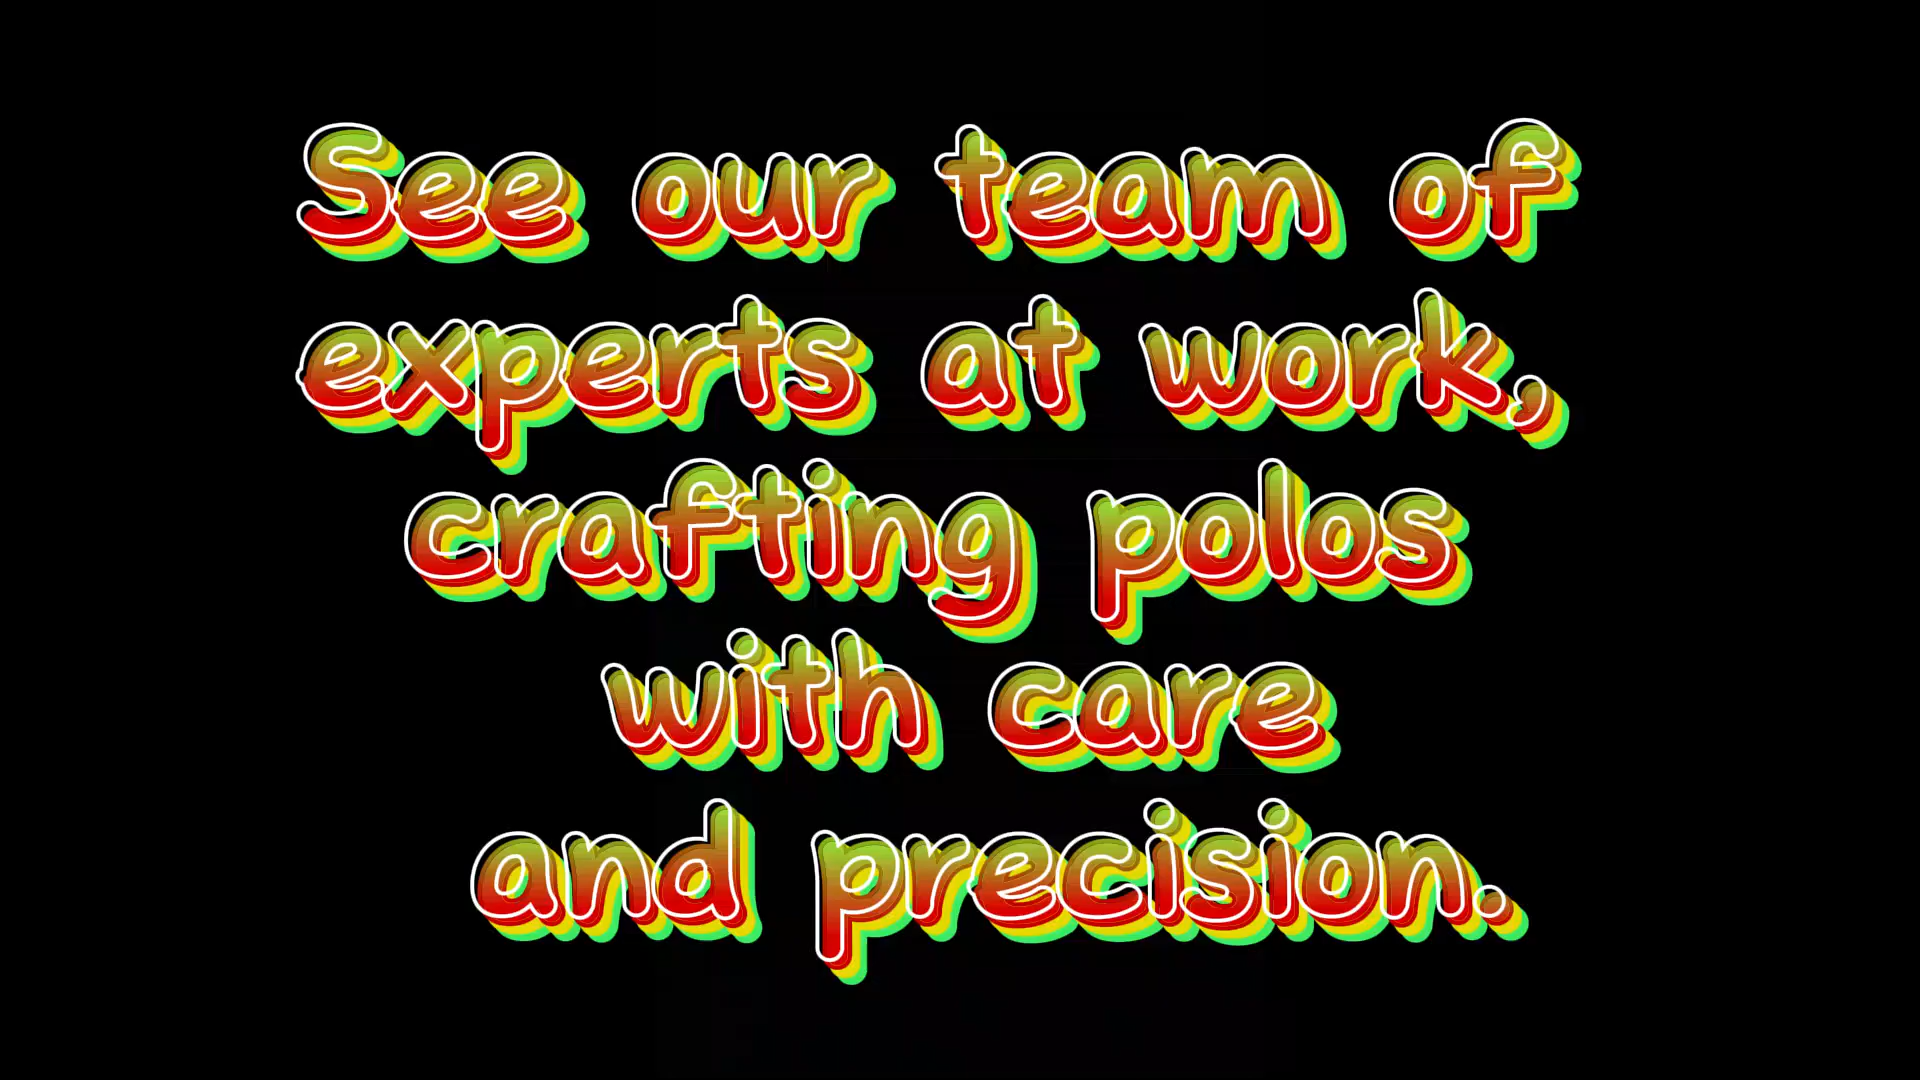 See our team of
experts at work,
crafting polos
with care
and precision.